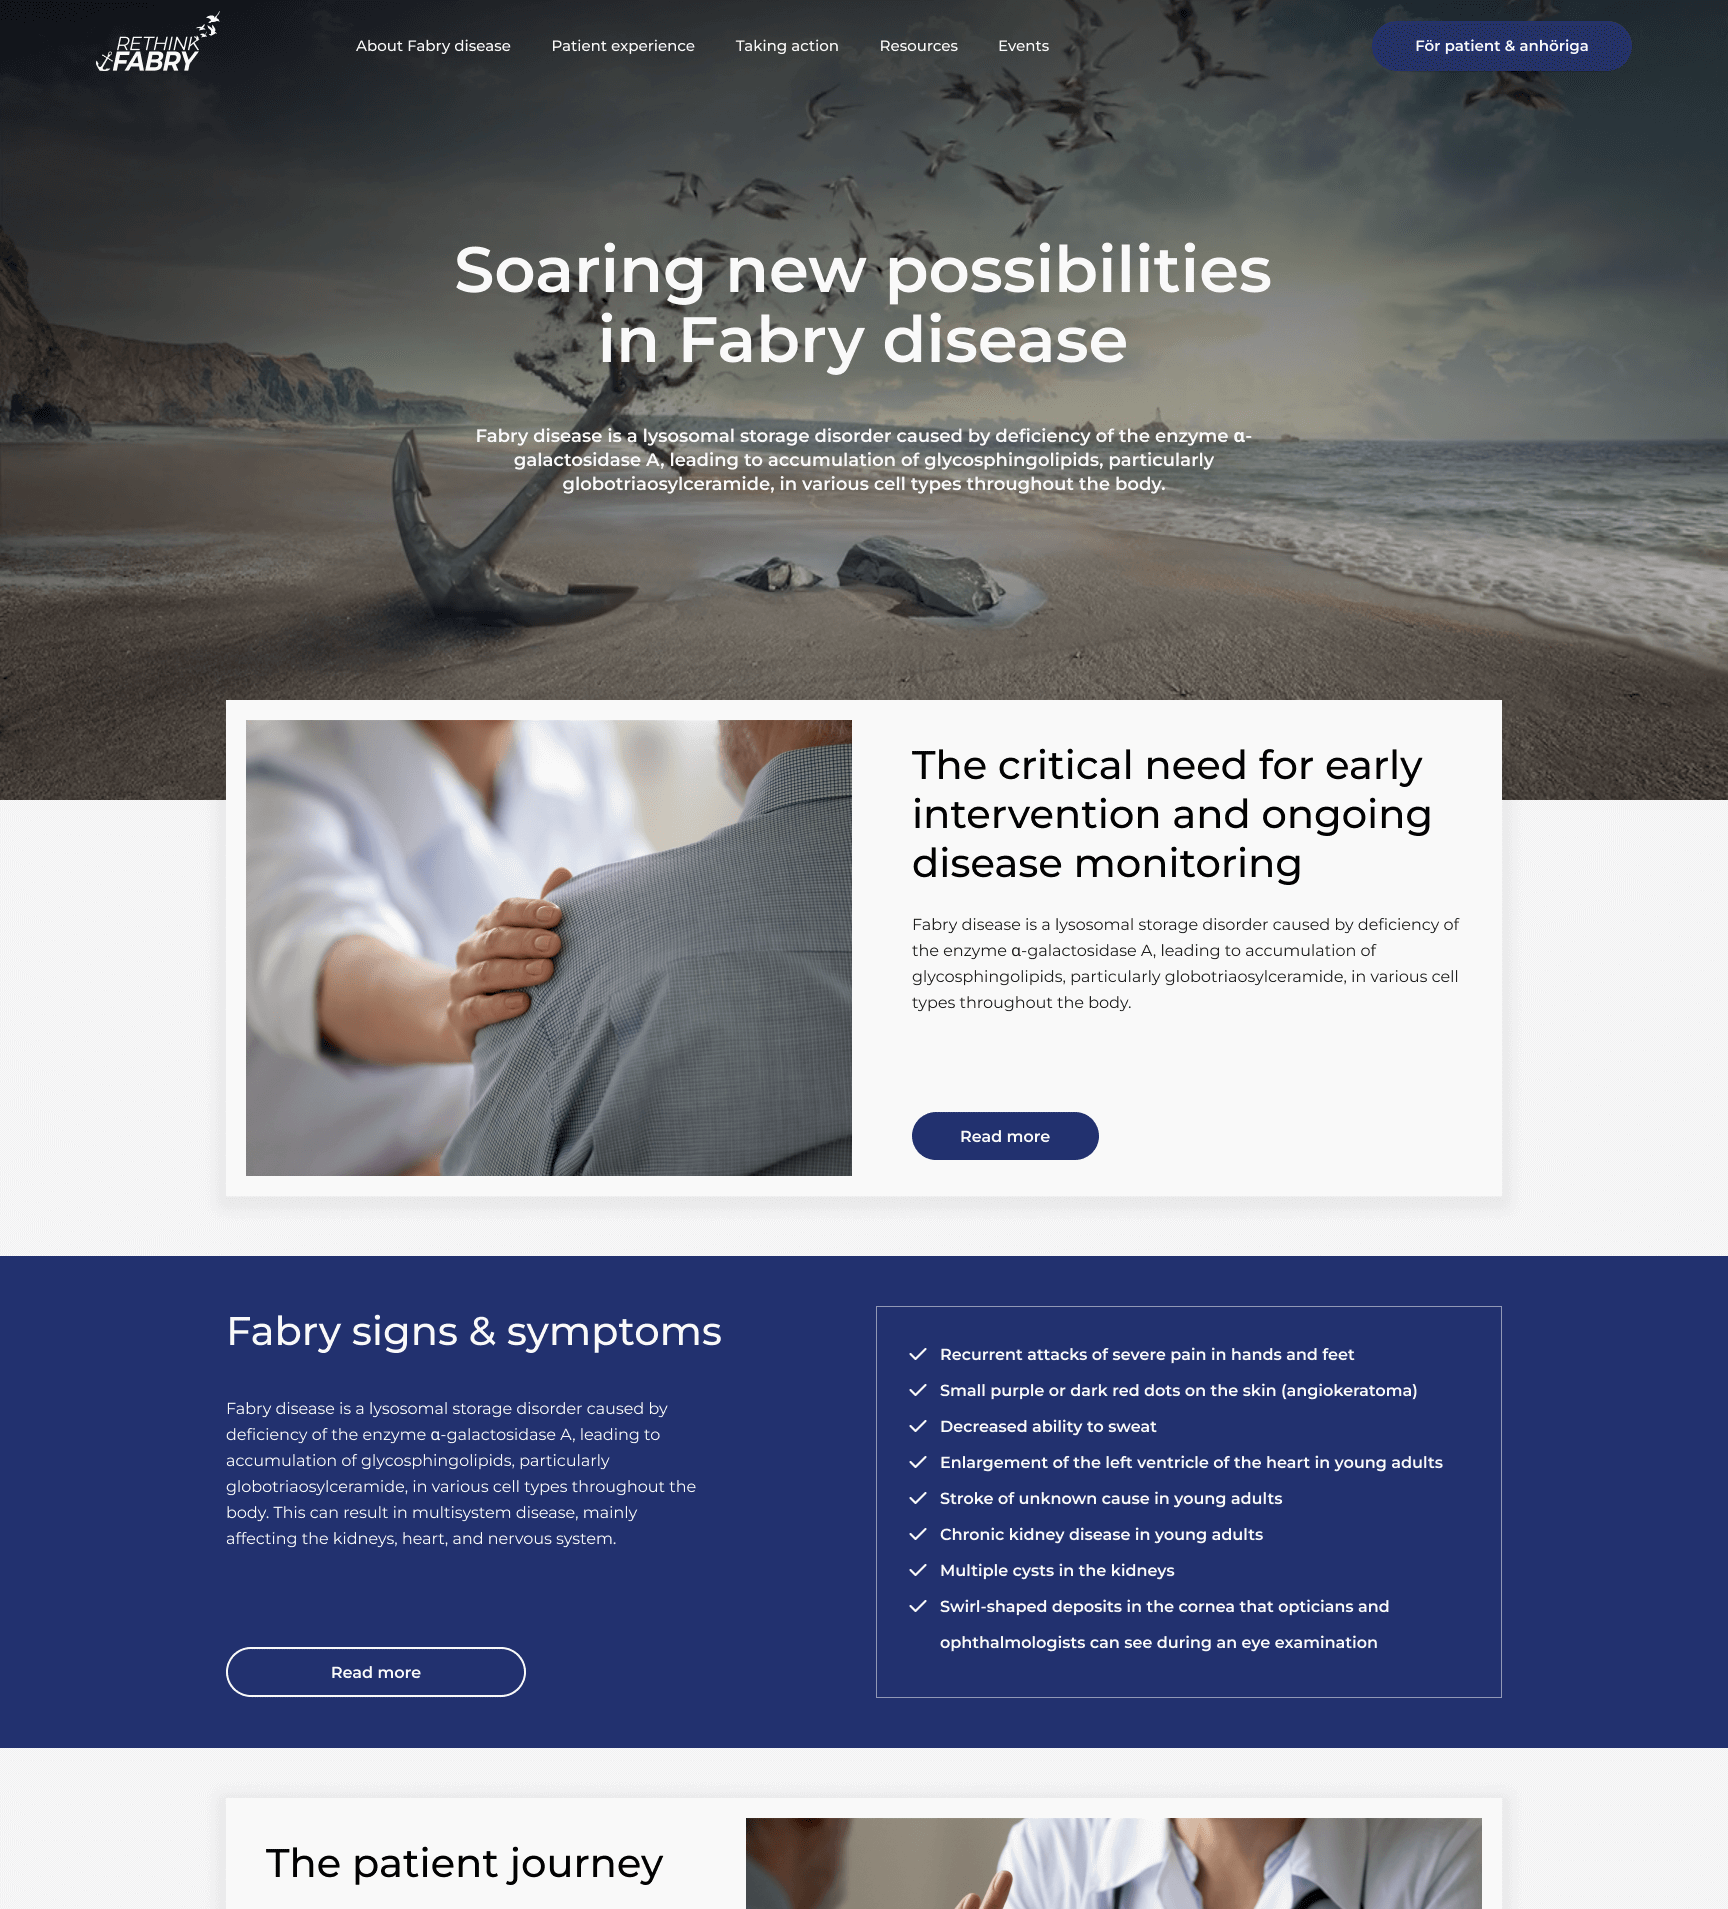 RETHINK
FABRY
About Fabry disease
Patient experience
Taking action
Resources
Events
För patient & anhöriga
Soaring new possibilities
in Fabry disease
Fabry disease is a lysosomal storage disorder caused by deficiency of the enzyme α-
galactosidase A, leading to accumulation of glycosphingolipids, particularly
globotriaosylceramide, in various cell types throughout the body.
The critical need for early
intervention and ongoing
disease monitoring
Fabry disease is a lysosomal storage disorder caused by deficiency of
the enzyme α-galactosidase A, leading to accumulation of
glycosphingolipids, particularly globotriaosylceramide, in various cell
types throughout the body.
Read more
Fabry signs & symptoms
Fabry disease is a lysosomal storage disorder caused by
deficiency of the enzyme α-galactosidase A, leading to
accumulation of glycosphingolipids, particularly
globotriaosylceramide, in various cell types throughout the
body. This can result in multisystem disease, mainly
affecting the kidneys, heart, and nervous system.
Read more
Recurrent attacks of severe pain in hands and feet
Small purple or dark red dots on the skin (angiokeratoma)
Decreased ability to sweat
Enlargement of the left ventricle of the heart in young adults
Stroke of unknown cause in young adults
Chronic kidney disease in young adults
Multiple cysts in the kidneys
Swirl-shaped deposits in the cornea that opticians and
ophthalmologists can see during an eye examination
The patient journey